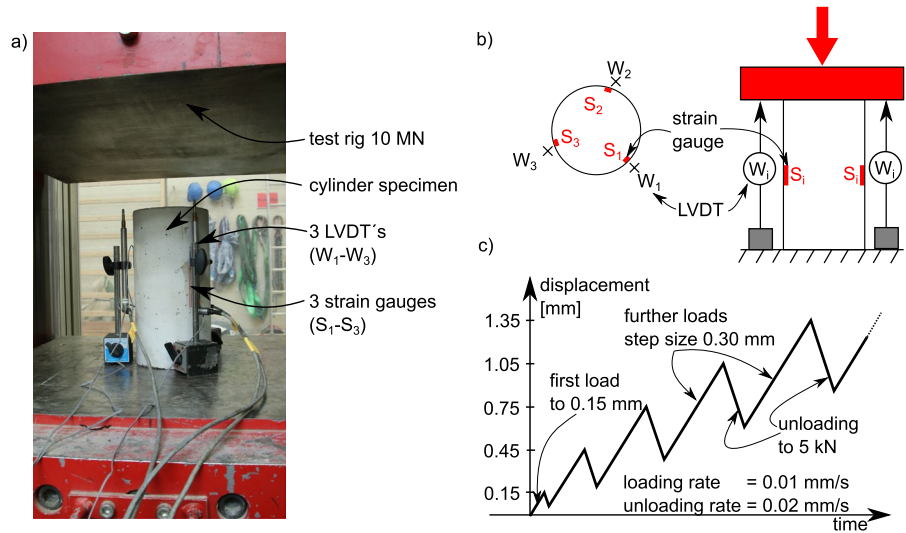 a)
test rig 10 MN
cylinder specimen
3 LVDT´s
(W1-W3)
3 strain gauges
(S1-S3)
b)
W2
S2
S3
W3
S1
W1
strain
gauge
LVDT
Wi
Si
Si
Wi
c)
displacement
[mm]
1.35
1.05
0.75
0.45
0.15
further loads
step size 0.30 mm
first load
to 0.15 mm
unloading
to 5 kN
loading rate = 0.01 mm/s
unloading rate = 0.02 mm/s
time